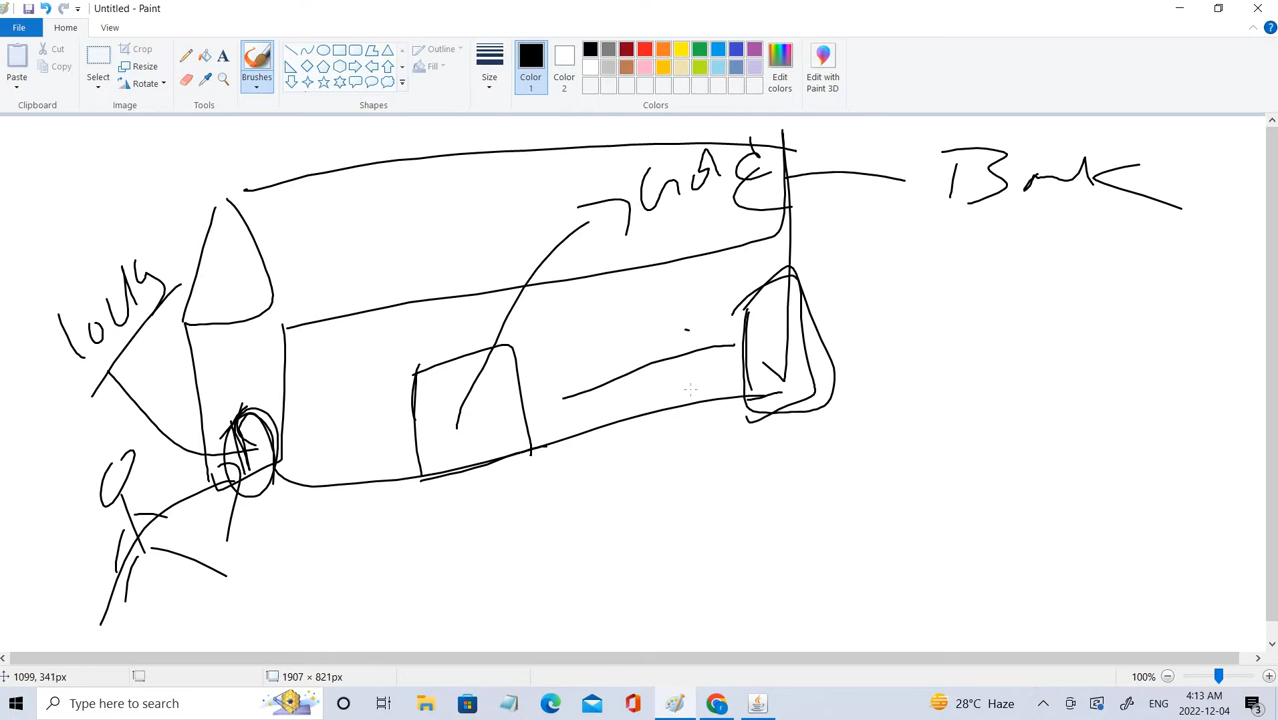 Untitled - Paint
File
Home
View
Paste
Cut
Copy
Clipboard
Select
Crop
Resize
Rotate
Image
Tools
Brushes
Shapes
Outline
Fill
Size
Color 1
Color 2
Edit colors
Colors
Edit with Paint 3D
Bank
1099, 341px
1907 × 821px
100%
Type here to search
28°C Haze
ENG
4:13 AM
2022-12-04
3